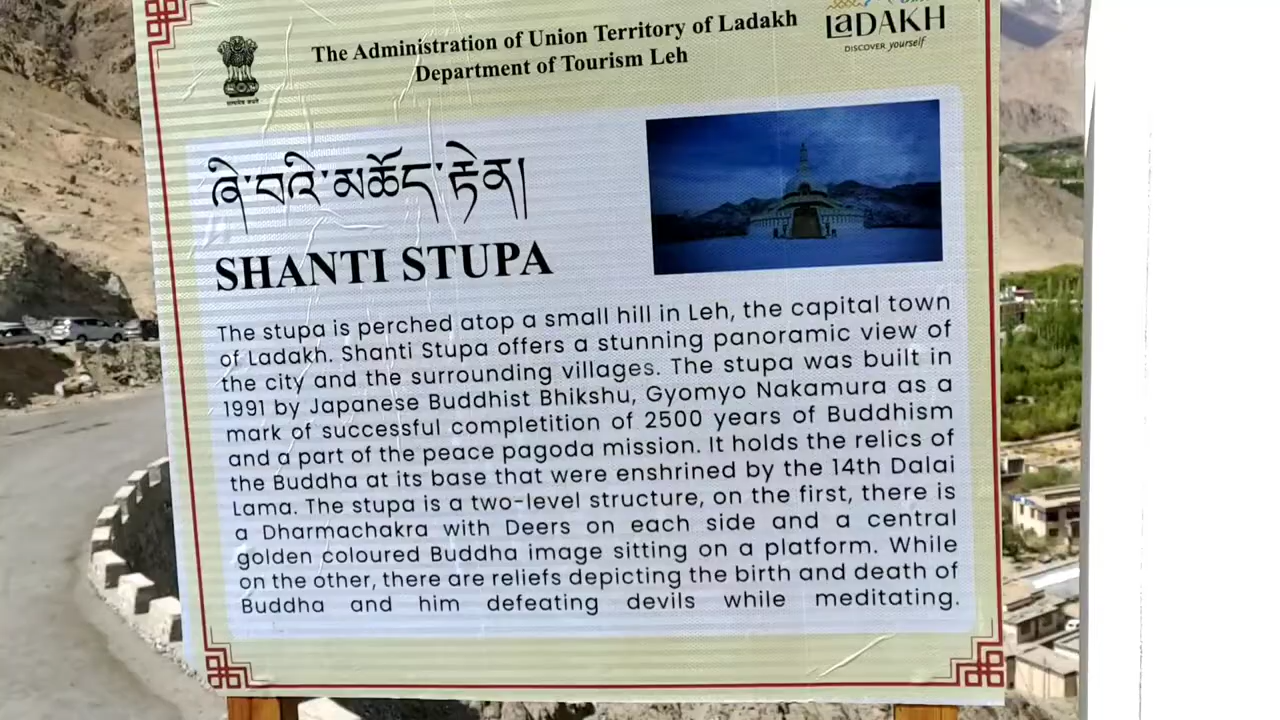 LaDAKH
DISCOVER yourself
The Administration of Union Territory of Ladakh
Department of Tourism Leh
सत्यमेव जयते
ཞི་བའི་མཆོད་རྟེན།
SHANTI STUPA
The stupa is perched atop a small hill in Leh, the capital town
of Ladakh. Shanti Stupa offers a stunning panoramic view of
the city and the surrounding villages. The stupa was built in
1991 by Japanese Buddhist Bhikshu, Gyomyo Nakamura as a
mark of successful completition of 2500 years of Buddhism
and a part of the peace pagoda mission. It holds the relics of
the Buddha at its base that were enshrined by the 14th Dalai
Lama. The stupa is a two-level structure, on the first, there is
a Dharmachakra with Deers on each side and a central
golden coloured Buddha image sitting on a platform. While
on the other, there are reliefs depicting the birth and death of
Buddha and him defeating devils while meditating.